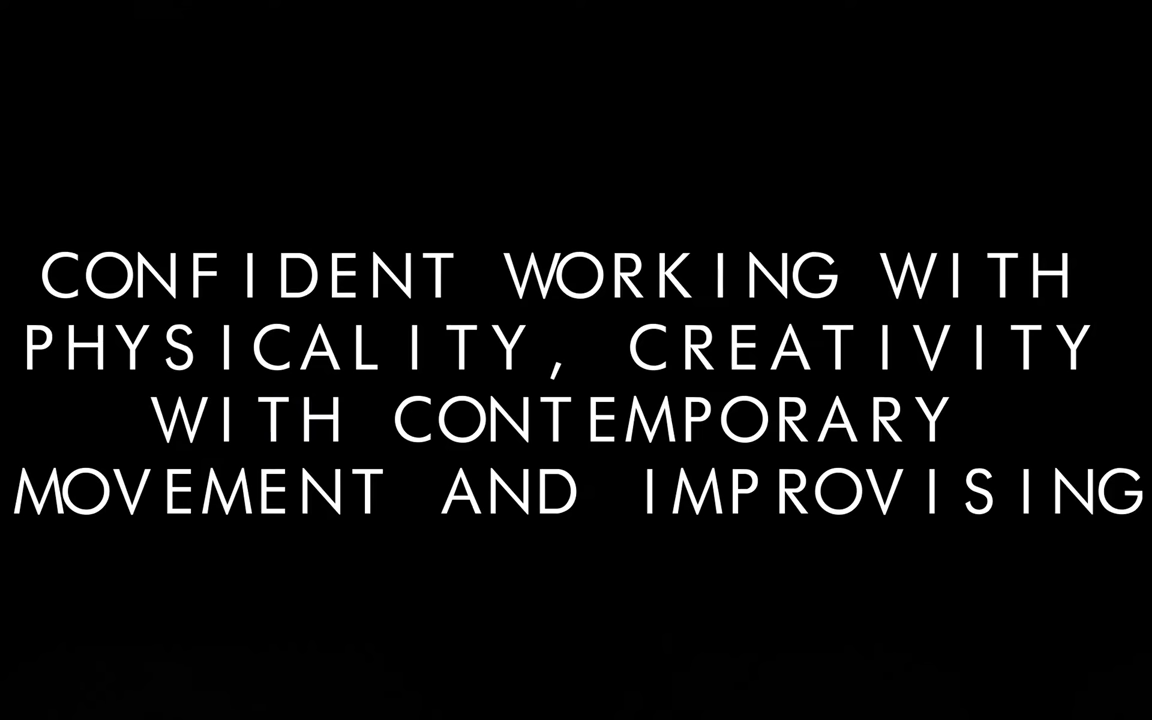 CONFIDENT WORKING WITH
PHYSICALITY, CREATIVITY
WITH CONTEMPORARY
MOVEMENT AND IMPROVISING